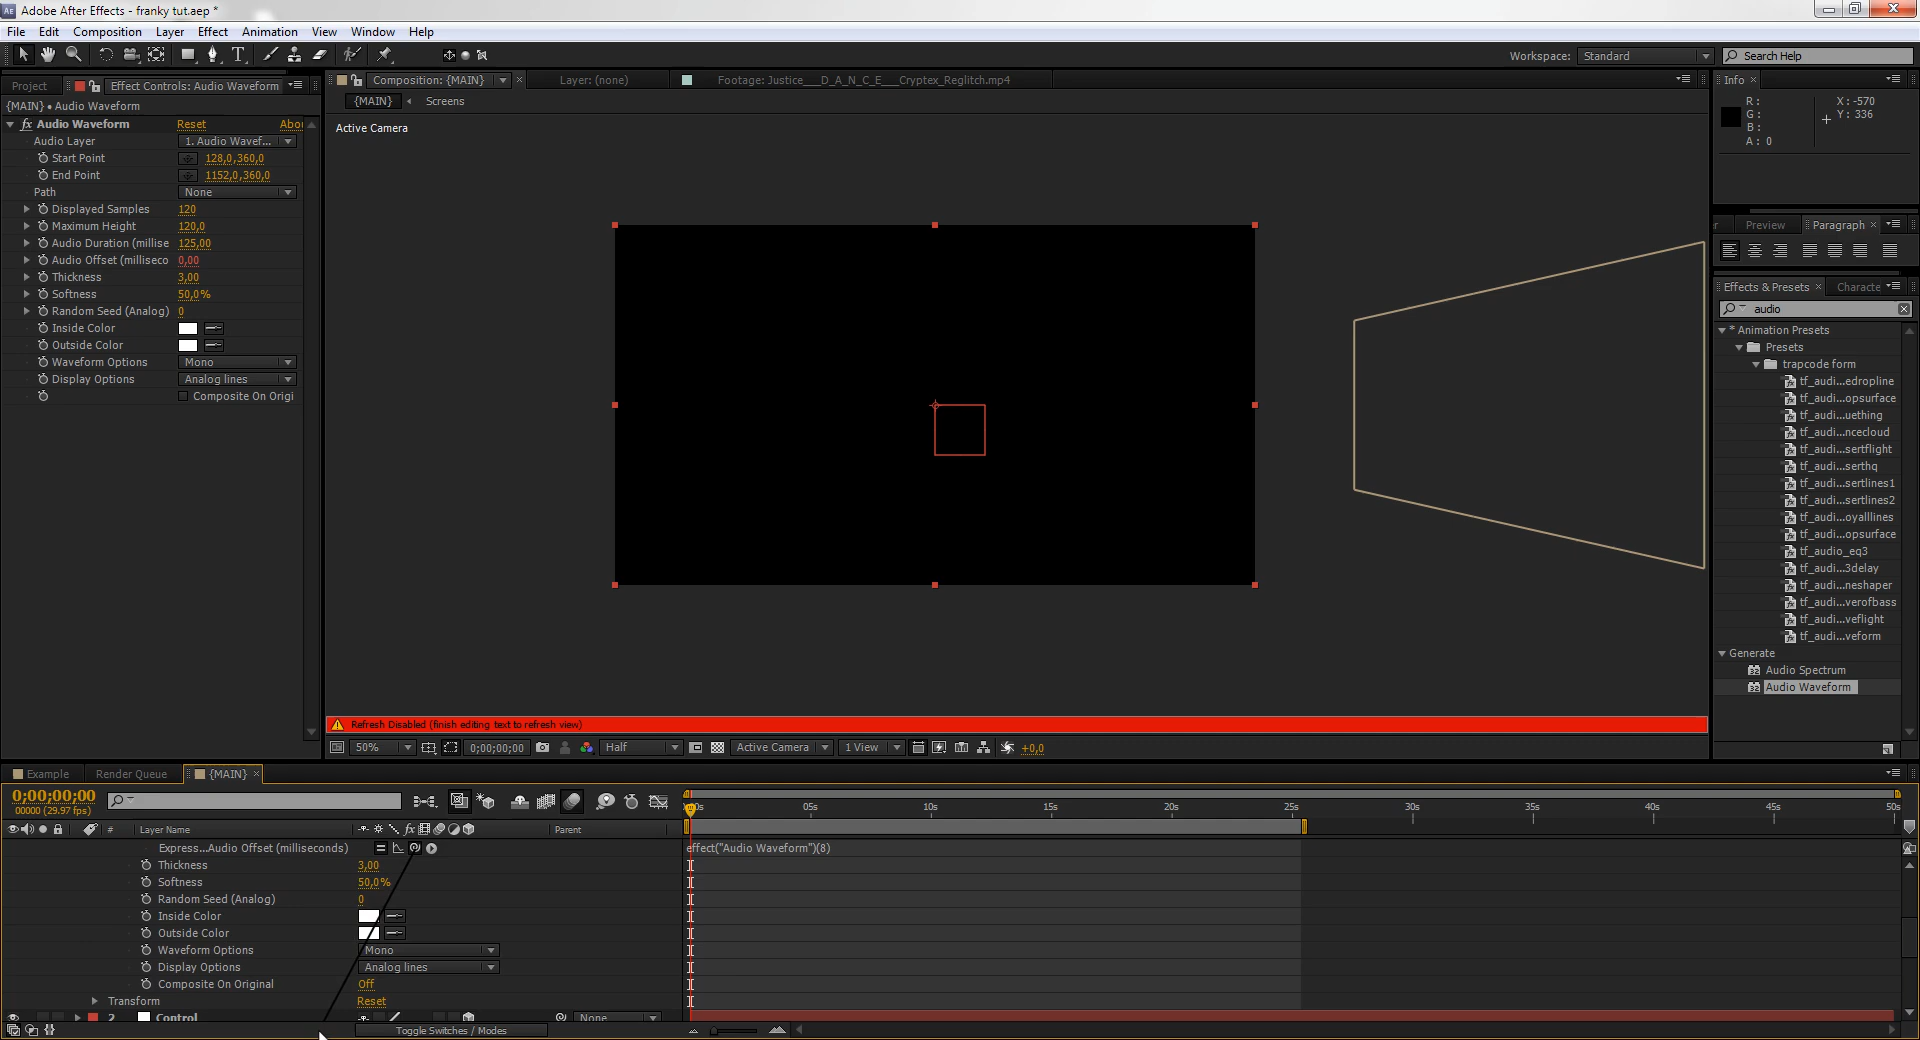 Adobe After Effects - franky tut.aep *
File Edit Composition Layer Effect Animation View Window Help
Workspace: Standard Search Help
Project Effect Controls: Audio Waveform
{MAIN} • Audio Waveform
fx Audio Waveform Reset Abou
Audio Layer 1. Audio Wavef...
Start Point 128,0,360,0
End Point 1152,0,360,0
Path None
Displayed Samples 120
Maximum Height 120,0
Audio Duration (millise 125,00
Audio Offset (milliseco 0,00
Thickness 3,00
Softness 50,0%
Random Seed (Analog) 0
Inside Color
Outside Color
Waveform Options Mono
Display Options Analog lines
Composite On Origi
Composition: {MAIN} Layer: (none) Footage: Justice___D_A_N_C_E___Cryptex_Reglitch.mp4
{MAIN} Screens
Active Camera
Refresh Disabled (finish editing text to refresh view)
50% 0;00;00;00 Half Active Camera 1 View +0,0
Info
R: X: -570
G: Y: 336
B:
A: 0
r Preview Paragraph
Effects & Presets Characte
audio
* Animation Presets
Presets
trapcode form
tf_audi...edropline
tf_audi...opsurface
tf_audi...uething
tf_audi...ncecloud
tf_audi...sertflight
tf_audi...serthq
tf_audi...sertlines1
tf_audi...sertlines2
tf_audi...oyalllines
tf_audi...opsurface
tf_audio_eq3
tf_audi...3delay
tf_audi...neshaper
tf_audi...verofbass
tf_audi...veflight
tf_audi...veform
Generate
32 Audio Spectrum
32 Audio Waveform
Example Render Queue {MAIN}
0;00;00;00
00000 (29.97 fps)
05s 10s 15s 20s 25s 30s 35s 40s 45s 50s
# Layer Name fx Parent
Express...Audio Offset (milliseconds) effect("Audio Waveform")(8)
Thickness 3,00
Softness 50,0%
Random Seed (Analog) 0
Inside Color
Outside Color
Waveform Options Mono
Display Options Analog lines
Composite On Original Off
Transform Reset
2 Control None
Toggle Switches / Modes